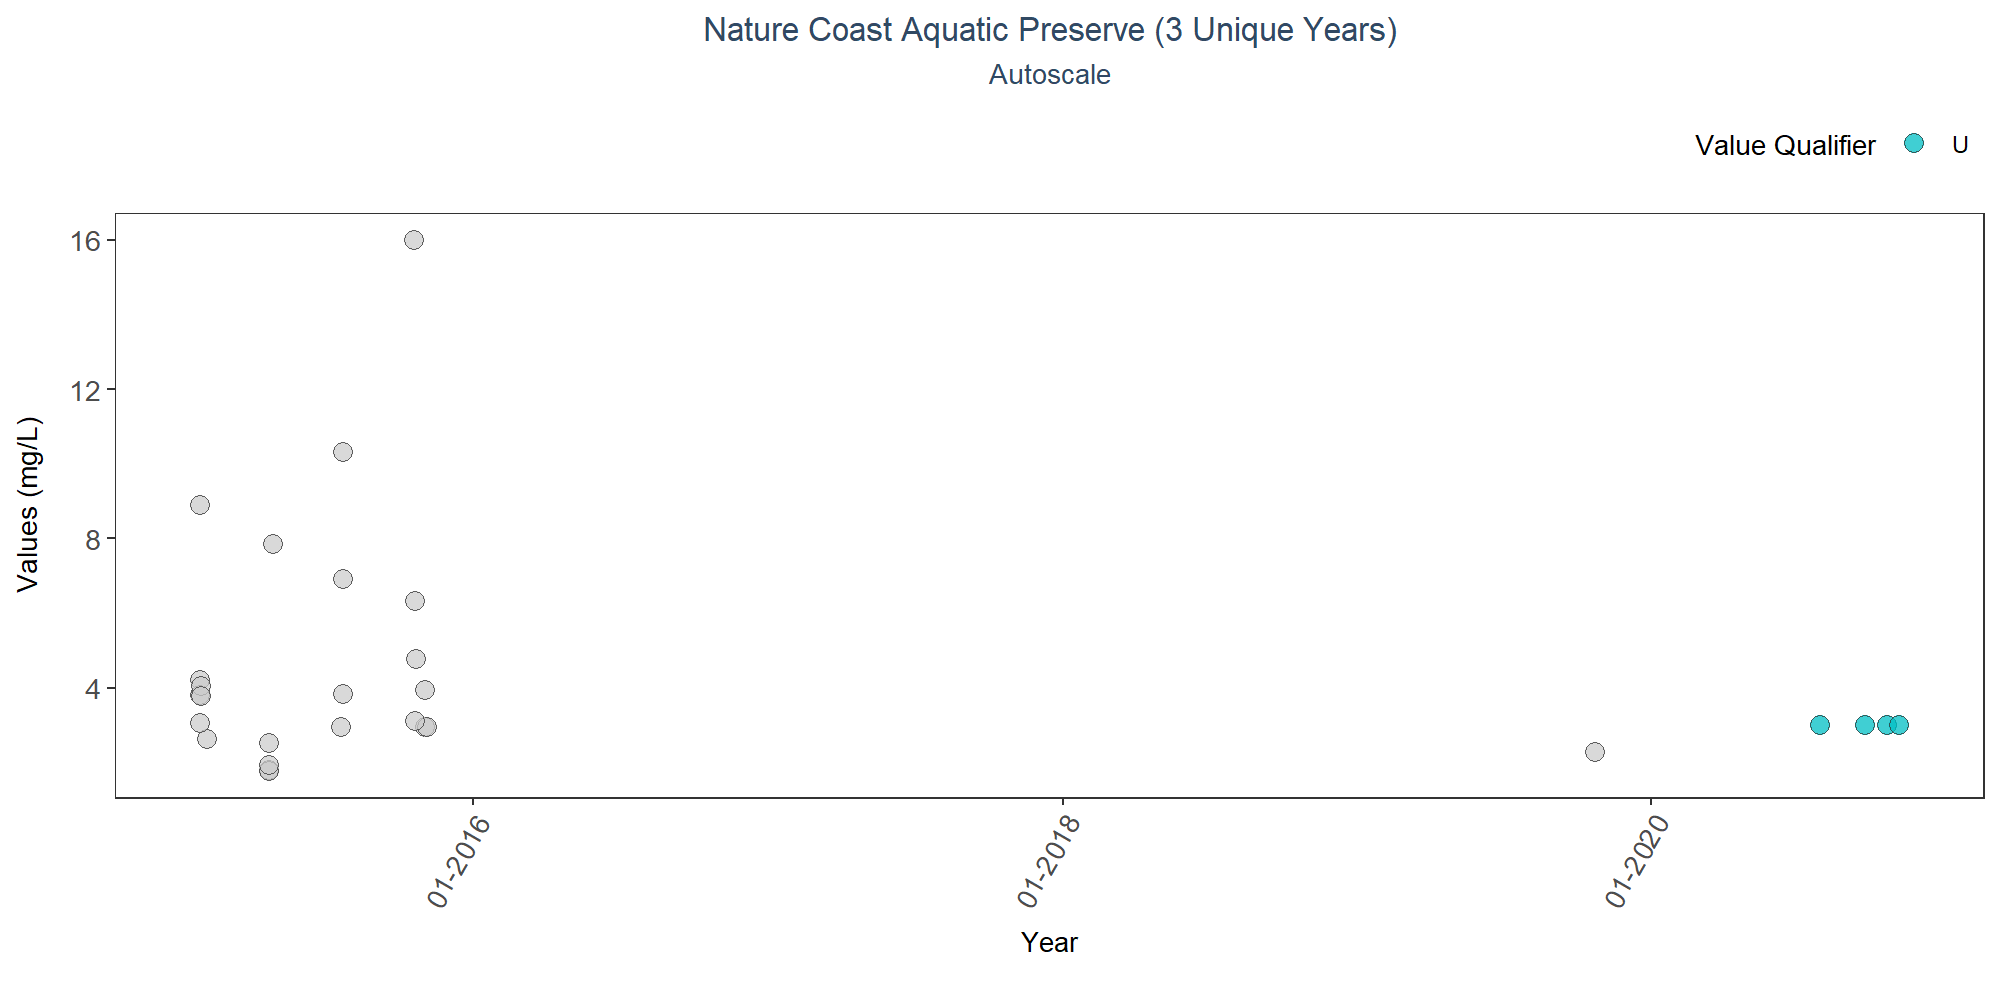 Nature Coast Aquatic Preserve (3 Unique Years)
Autoscale
Value Qualifier U
16
12
8
4
Values (mg/L)
01-2016
01-2018
01-2020
Year